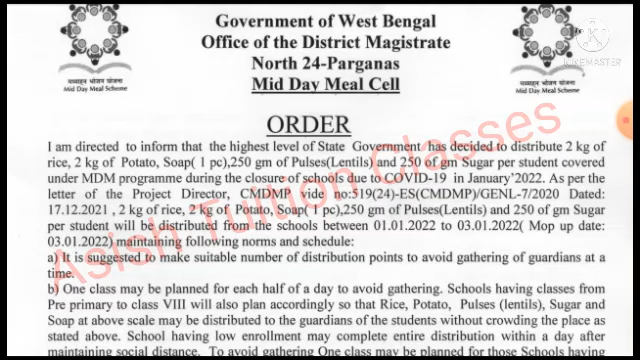 Government of West Bengal
Office of the District Magistrate
North 24-Parganas
Mid Day Meal Cell
मध्याह्न भोजन योजना
Mid Day Meal Scheme
मध्याह्न भोजन योजना
Mid Day Meal Scheme
KINEMASTER
ORDER
I am directed to inform that the highest level of State Government has decided to distribute 2 kg of
rice, 2 kg of Potato, Soap( 1 pc),250 gm of Pulses(Lentils) and 250 of gm Sugar per student covered
under MDM programme during the closure of schools due to COVID-19 in January'2022. As per the
letter of the Project Director, CMDMP vide no:519(24)-ES(CMDMP)/GENL-7/2020 Dated:
17.12.2021 , 2 kg of rice, 2 kg of Potato, Soap(1 pc),250 gm of Pulses(Lentils) and 250 of gm Sugar
per student will be distributed from the schools between 01.01.2022 to 03.01.2022( Mop up date:
03.01.2022) maintaining following norms and schedule:
a) It is suggested to make suitable number of distribution points to avoid gathering of guardians at a
time.
b) One class may be planned for each half of a day to avoid gathering. Schools having classes from
Pre primary to class VIII will also plan accordingly so that Rice, Potato, Pulses (lentils), Sugar and
Soap at above scale may be distributed to the guardians of the students without crowding the place as
stated above. School having low enrollment may complete entire distribution within a day after
maintaining social distance. To avoid gathering One class may be planned for those Schools having
Asish Tuition Classes